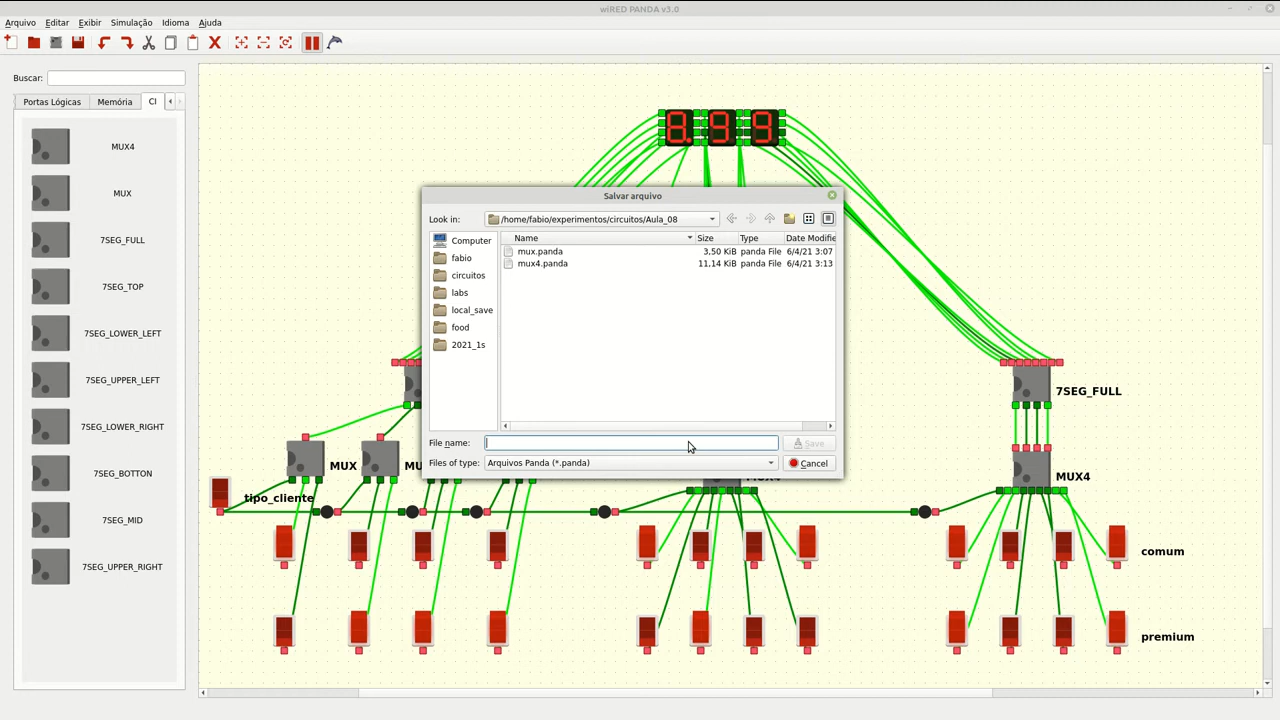 wiRED PANDA v3.0
Arquivo Editar Exibir Simulação Idioma Ajuda
Buscar:
Portas Lógicas Memória CI
MUX4
MUX
7SEG_FULL
7SEG_TOP
7SEG_LOWER_LEFT
7SEG_UPPER_LEFT
7SEG_LOWER_RIGHT
7SEG_BOTTON
7SEG_MID
7SEG_UPPER_RIGHT
8.99
Salvar arquivo
Look in: /home/fabio/experimentos/circuitos/Aula_08
Computer
fabio
circuitos
labs
local_save
food
2021_1s
Name Size Type Date Modifie
mux.panda 3,50 KiB panda File 6/4/21 3:07
mux4.panda 11,14 KiB panda File 6/4/21 3:13
File name: Save
Files of type: Arquivos Panda (*.panda) Cancel
7SEG_FULL
MUX
MUX4
tipo_cliente
comum
premium